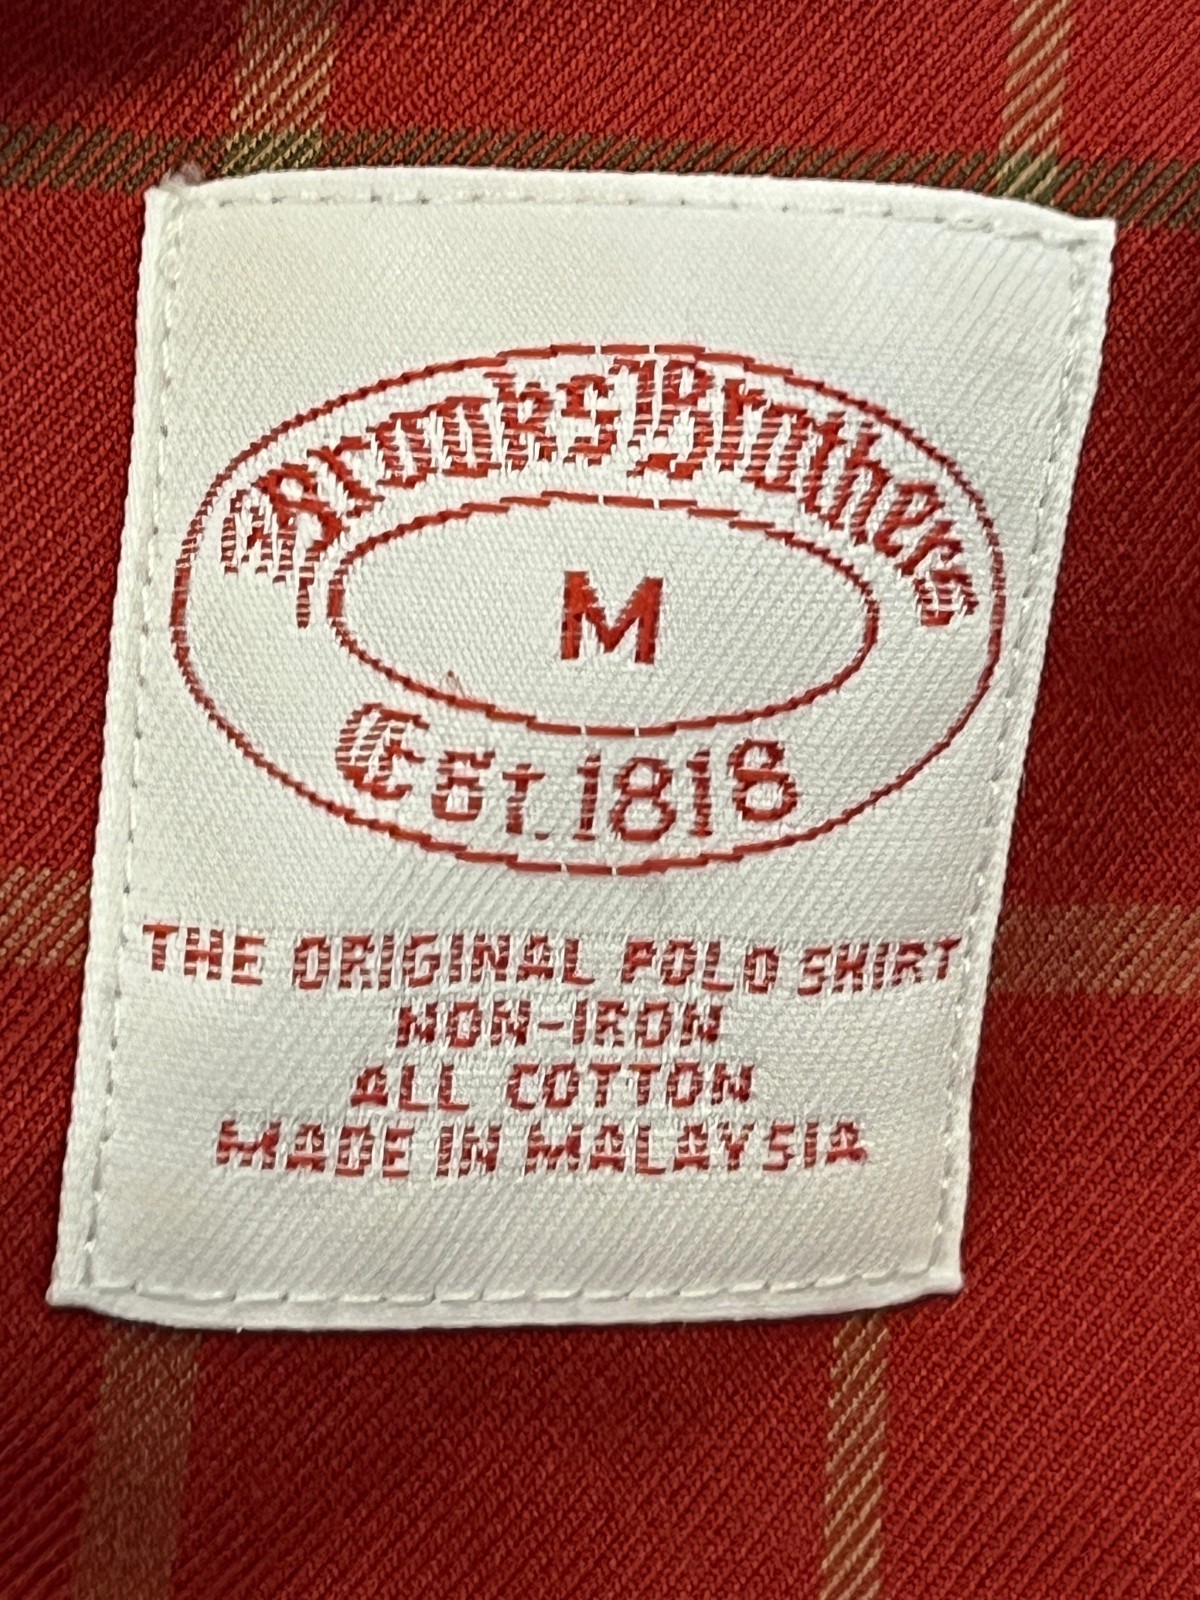 Brooks Brothers
M
Est. 1818
THE ORIGINAL POLO SHIRT
NON-IRON
ALL COTTON
MADE IN MALAYSIA